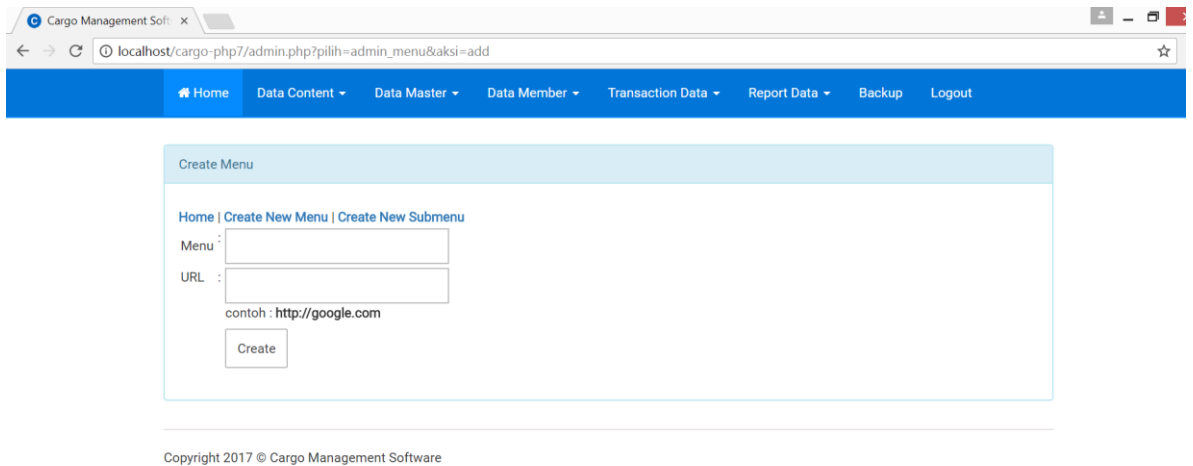 Cargo Management Soft
localhost/cargo-php7/admin.php?pilih=admin_menu&aksi=add
Home Data Content Data Master Data Member Transaction Data Report Data Backup Logout
Create Menu
Home | Create New Menu | Create New Submenu
Menu :
URL :
contoh : http://google.com
Create
Copyright 2017 © Cargo Management Software